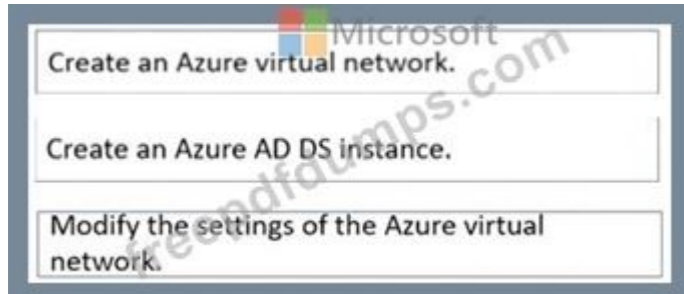 Microsoft
Create an Azure virtual network.
Create an Azure AD DS instance.
Modify the settings of the Azure virtual
network.
freepdfdumps.com